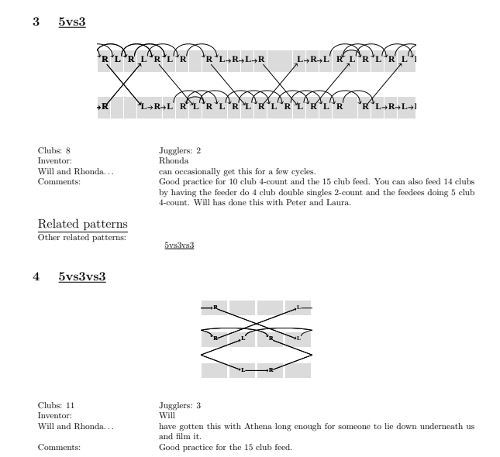 3 5vs3
R L R L R L R R L R L R L R L R L R L R L
R L R L R R L R L R L R L R L R R L R L
Clubs: 8 Jugglers: 2
Inventor: Rhonda
Will and Rhonda... can occasionally get this for a few cycles.
Comments: Good practice for 10 club 4-count and the 15 club feed. You can also feed 14 clubs
by having the feeder do 4 club double singles 2-count and the feedees doing 5 club
4-count. Will has done this with Peter and Laura.
Related patterns
Other related patterns:
5vs3vs3
4 5vs3vs3
R L
R L R L
L R
Clubs: 11 Jugglers: 3
Inventor: Will
Will and Rhonda... have gotten this with Athena long enough for someone to lie down underneath us
and film it.
Comments: Good practice for the 15 club feed.